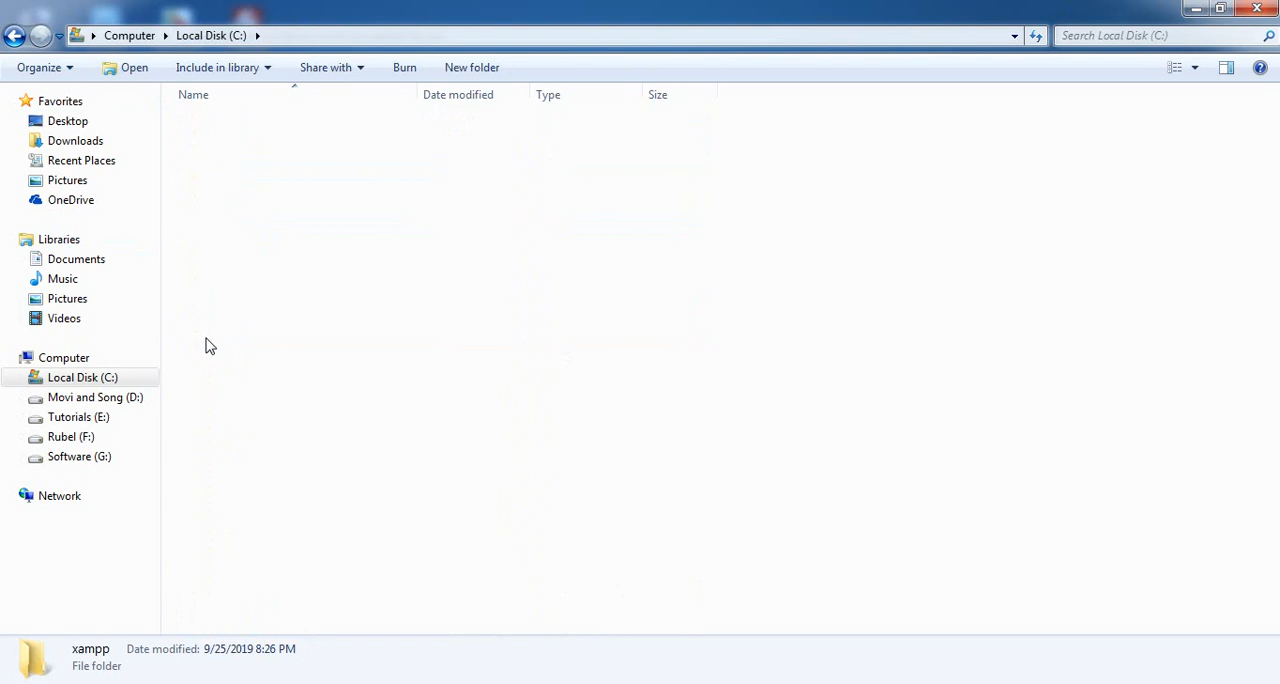 Computer Local Disk (C:)
Search Local Disk (C:)
Organize Open Include in library Share with Burn New folder
Name Date modified Type Size
Favorites
Desktop
Downloads
Recent Places
Pictures
OneDrive
Libraries
Documents
Music
Pictures
Videos
Computer
Local Disk (C:)
Movi and Song (D:)
Tutorials (E:)
Rubel (F:)
Software (G:)
Network
xampp Date modified: 9/25/2019 8:26 PM
File folder